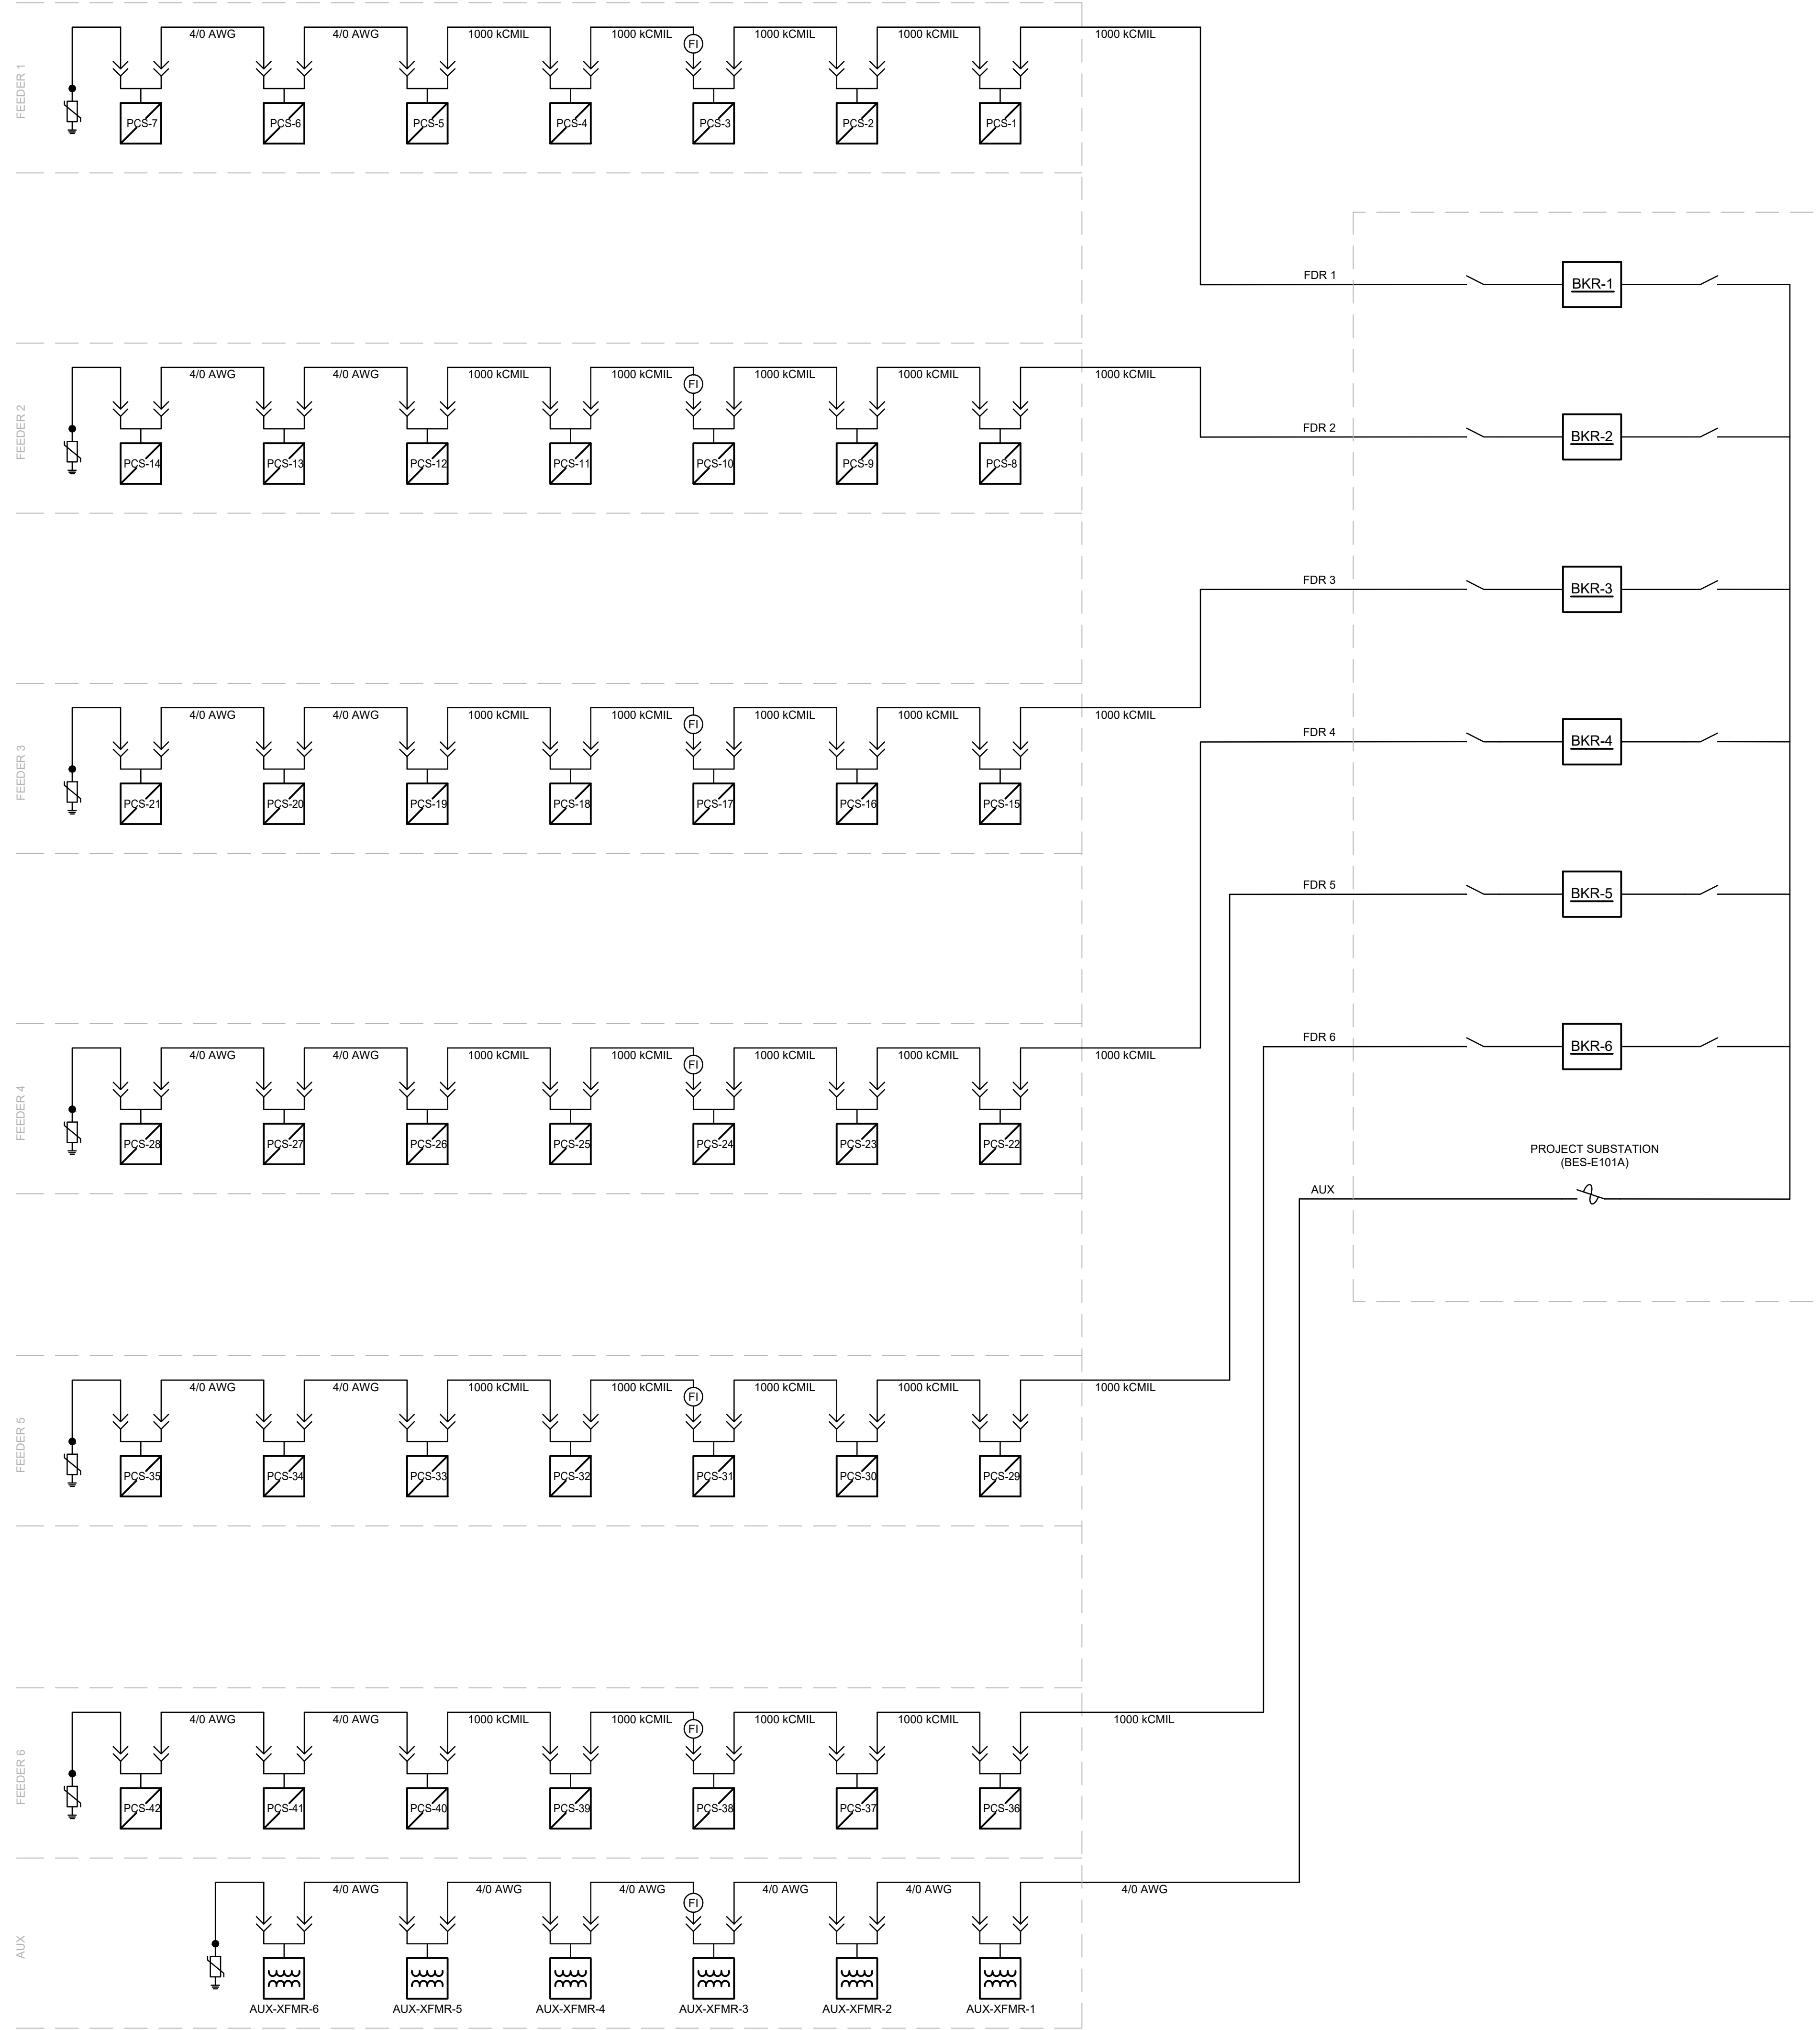 FEEDER 1
4/0 AWG 4/0 AWG 1000 kCMIL 1000 kCMIL FI 1000 kCMIL 1000 kCMIL 1000 kCMIL
PCS-7 PCS-6 PCS-5 PCS-4 PCS-3 PCS-2 PCS-1
FDR 1 BKR-1
FEEDER 2
4/0 AWG 4/0 AWG 1000 kCMIL 1000 kCMIL FI 1000 kCMIL 1000 kCMIL 1000 kCMIL
FDR 2 BKR-2
PCS-14 PCS-13 PCS-12 PCS-11 PCS-10 PCS-9 PCS-8
FDR 3 BKR-3
FEEDER 3
4/0 AWG 4/0 AWG 1000 kCMIL 1000 kCMIL FI 1000 kCMIL 1000 kCMIL 1000 kCMIL
FDR 4 BKR-4
PCS-21 PCS-20 PCS-19 PCS-18 PCS-17 PCS-16 PCS-15
FDR 5 BKR-5
FDR 6 BKR-6
FEEDER 4
4/0 AWG 4/0 AWG 1000 kCMIL 1000 kCMIL FI 1000 kCMIL 1000 kCMIL 1000 kCMIL
PCS-28 PCS-27 PCS-26 PCS-25 PCS-24 PCS-23 PCS-22
PROJECT SUBSTATION
(BES-E101A)
AUX
FEEDER 5
4/0 AWG 4/0 AWG 1000 kCMIL 1000 kCMIL FI 1000 kCMIL 1000 kCMIL 1000 kCMIL
PCS-35 PCS-34 PCS-33 PCS-32 PCS-31 PCS-30 PCS-29
FEEDER 6
4/0 AWG 4/0 AWG 1000 kCMIL 1000 kCMIL FI 1000 kCMIL 1000 kCMIL 1000 kCMIL
PCS-42 PCS-41 PCS-40 PCS-39 PCS-38 PCS-37 PCS-36
AUX
4/0 AWG 4/0 AWG 4/0 AWG FI 4/0 AWG 4/0 AWG 4/0 AWG
AUX-XFMR-6 AUX-XFMR-5 AUX-XFMR-4 AUX-XFMR-3 AUX-XFMR-2 AUX-XFMR-1